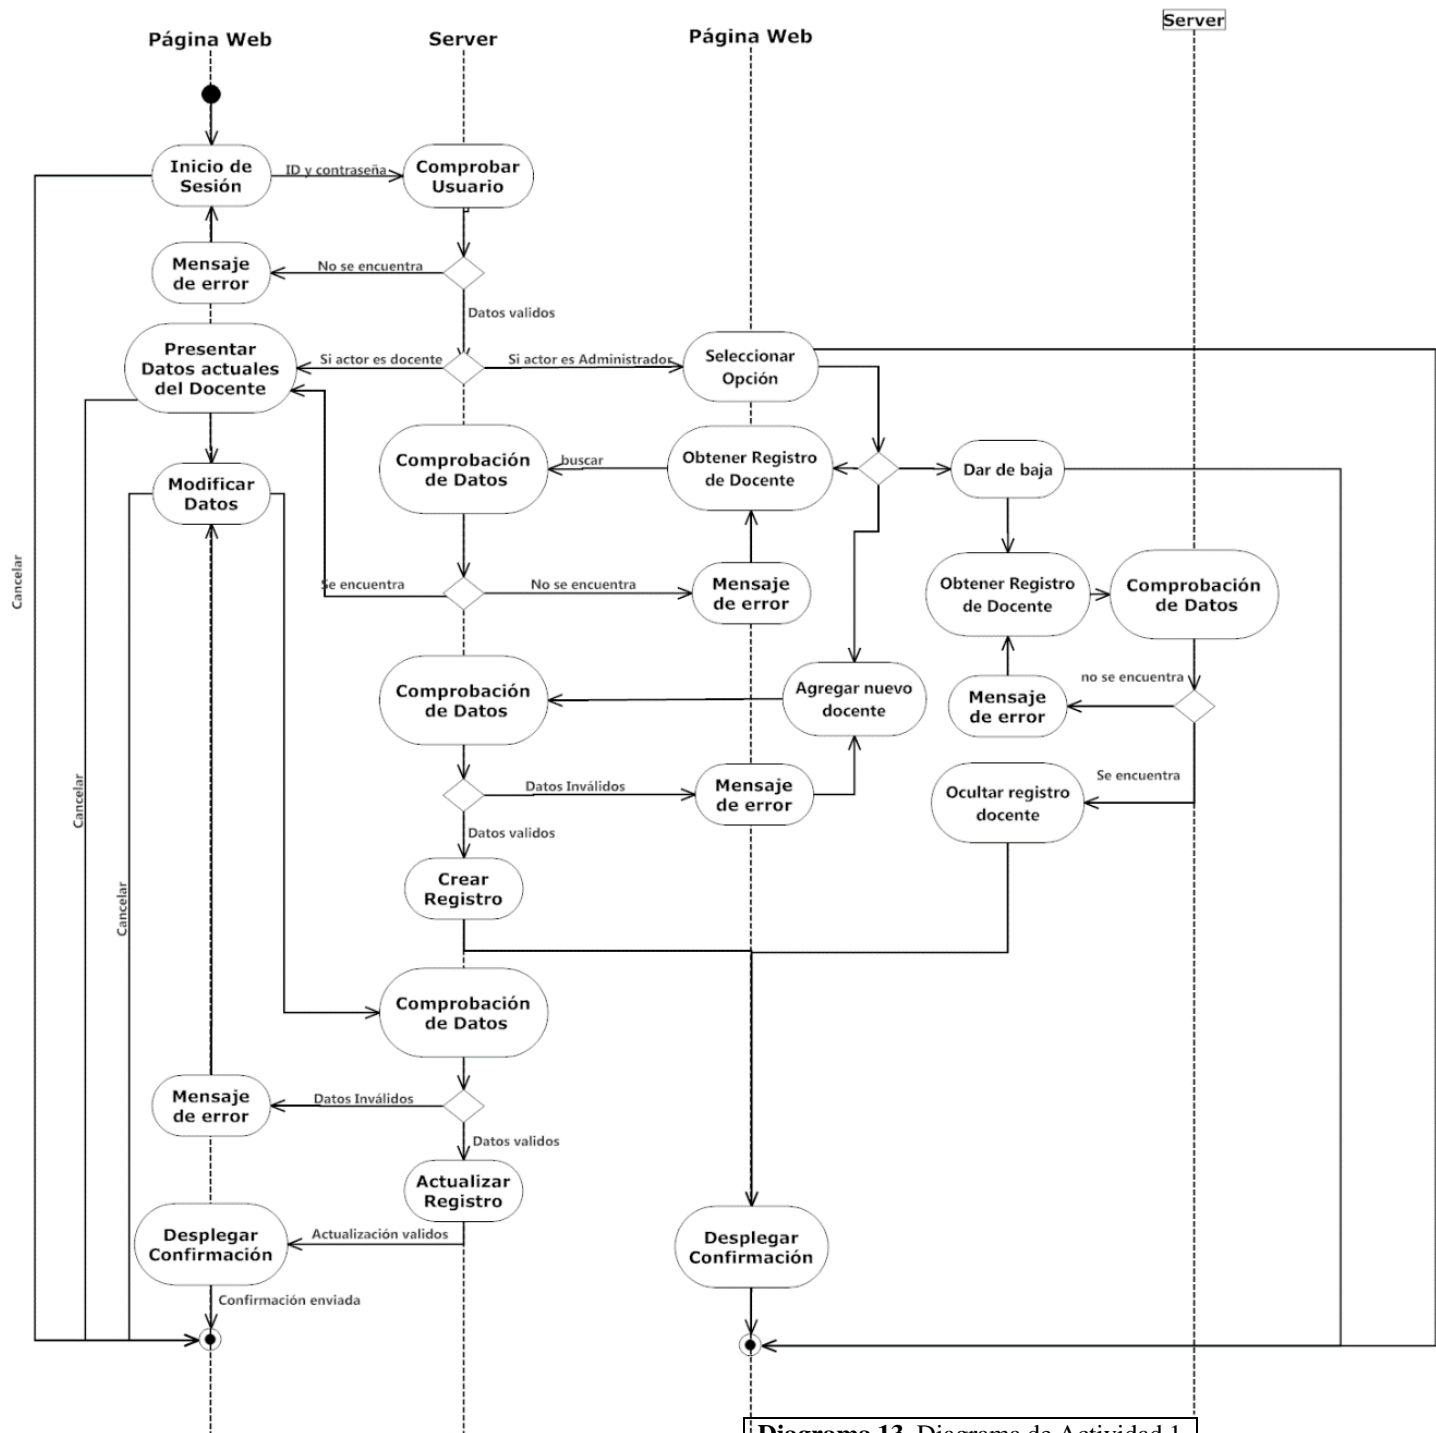 Página Web
Server
Página Web
Server
Inicio de
Sesión
ID y contraseña
Comprobar
Usuario
Mensaje
de error
No se encuentra
Datos validos
Presentar
Datos actuales
del Docente
Si actor es docente
Si actor es Administrador
Seleccionar
Opción
Comprobación
de Datos
buscar
Obtener Registro
de Docente
Dar de baja
Modificar
Datos
Cancelar
Se encuentra
No se encuentra
Mensaje
de error
Obtener Registro
de Docente
Comprobación
de Datos
no se encuentra
Mensaje
de error
Comprobación
de Datos
Agregar nuevo
docente
Cancelar
Datos Inválidos
Mensaje
de error
Se encuentra
Ocultar registro
docente
Datos validos
Cancelar
Crear
Registro
Comprobación
de Datos
Mensaje
de error
Datos Inválidos
Datos validos
Actualizar
Registro
Desplegar
Confirmación
Actualización validos
Desplegar
Confirmación
Confirmación enviada
Diagrama 13. Diagrama de Actividad 1